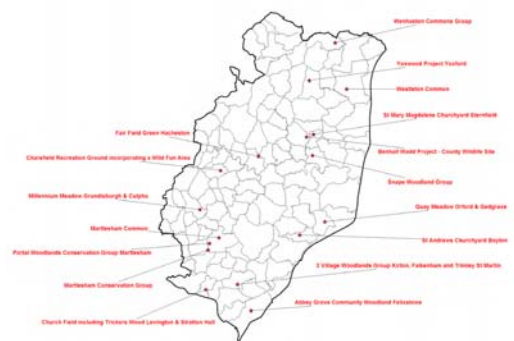 Wenhaston Commons Group
Yoxwood Project Yoxford
Westleton Common
St Mary Magdalene Churchyard Sternfield
Fair Field Green Hacheston
Benhall Wood Project - County Wildlife Site
Charsfield Recreation Ground incorporating a Wild Fun Area
Snape Woodland Group
Millennium Meadow Grundisburgh & Culpho
Quay Meadow Orford & Gedgrave
Martlesham Common
St Andrews Churchyard Boyton
Portal Woodlands Conservation Group Martlesham
3 Village Woodlands Group Kirton, Falkenham and Trimley St Martin
Martlesham Conservation Group
Abbey Grove Community Woodland Felixstowe
Church Field including Trickers Wood Levington & Stratton Hall